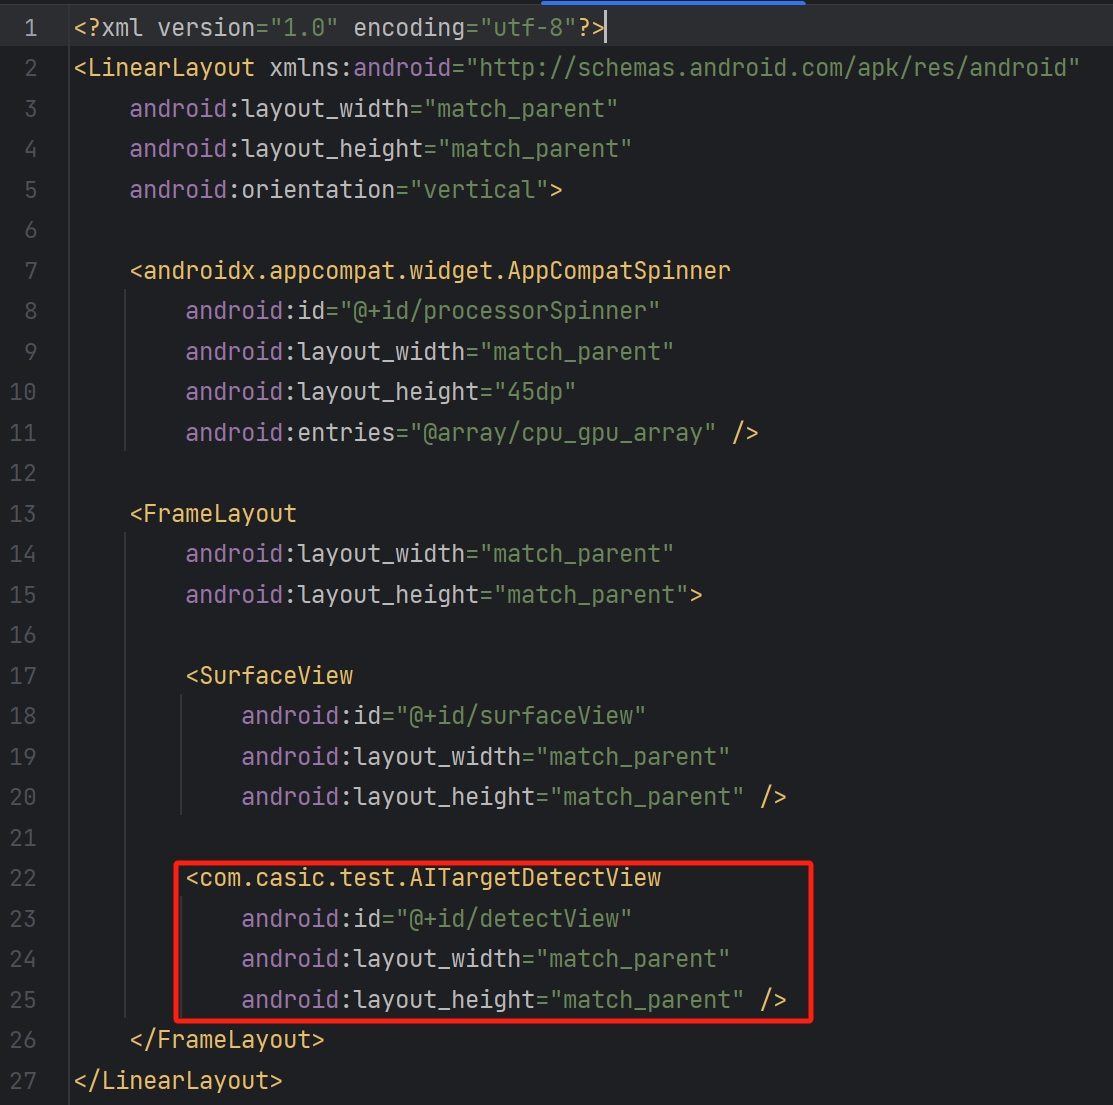 1 <?xml version="1.0" encoding="utf-8"?>
2 <LinearLayout xmlns:android="http://schemas.android.com/apk/res/android"
3     android:layout_width="match_parent"
4     android:layout_height="match_parent"
5     android:orientation="vertical">
6
7     <androidx.appcompat.widget.AppCompatSpinner
8         android:id="@+id/processorSpinner"
9         android:layout_width="match_parent"
10         android:layout_height="45dp"
11         android:entries="@array/cpu_gpu_array" />
12
13     <FrameLayout
14         android:layout_width="match_parent"
15         android:layout_height="match_parent">
16
17         <SurfaceView
18             android:id="@+id/surfaceView"
19             android:layout_width="match_parent"
20             android:layout_height="match_parent" />
21
22         <com.casic.test.AITargetDetectView
23             android:id="@+id/detectView"
24             android:layout_width="match_parent"
25             android:layout_height="match_parent" />
26     </FrameLayout>
27 </LinearLayout>